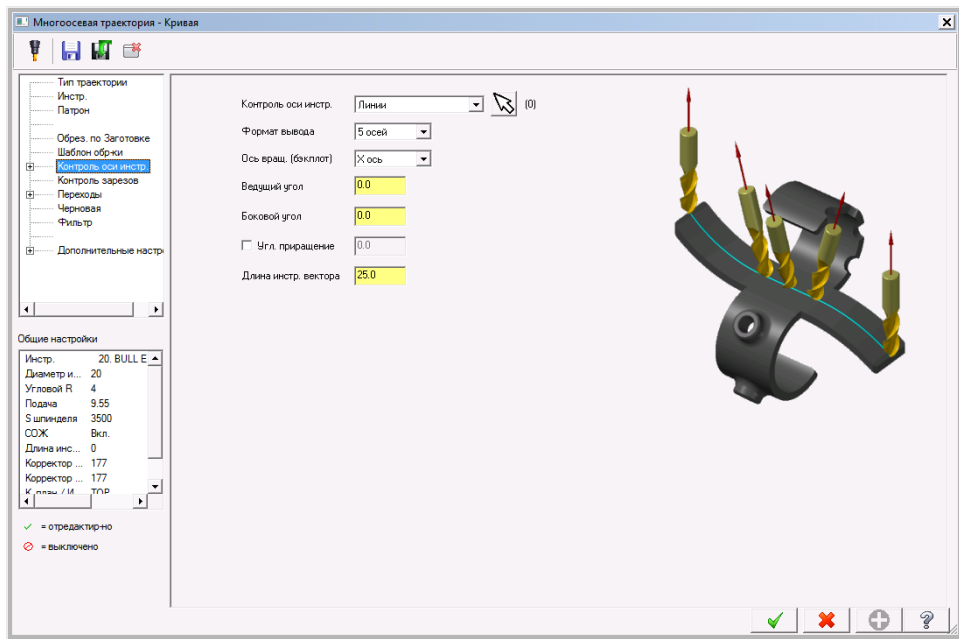 Многоосевая траектория - Кривая
Тип траектории
Инстр.
Патрон
Обрез. по Заготовке
Шаблон обр-ки
Контроль оси инстр.
Контроль зарезов
Переходы
Черновая
Фильтр
Дополнительные настро
Общие настройки
Инстр. 20. BULL E
Диаметр и... 20
Угловой R 4
Подача 9.55
S шпинделя 3500
СОЖ Вкл.
Длина инс... 0
Корректор ... 177
Корректор ... 177
К. план / И... TOP
= отредактир-но
= выключено
Контроль оси инстр. Линии (0)
Формат вывода 5 осей
Ось вращ. (бэкплот) X ось
Ведущий угол 0.0
Боковой угол 0.0
Угл. приращение 0.0
Длина инстр. вектора 25.0